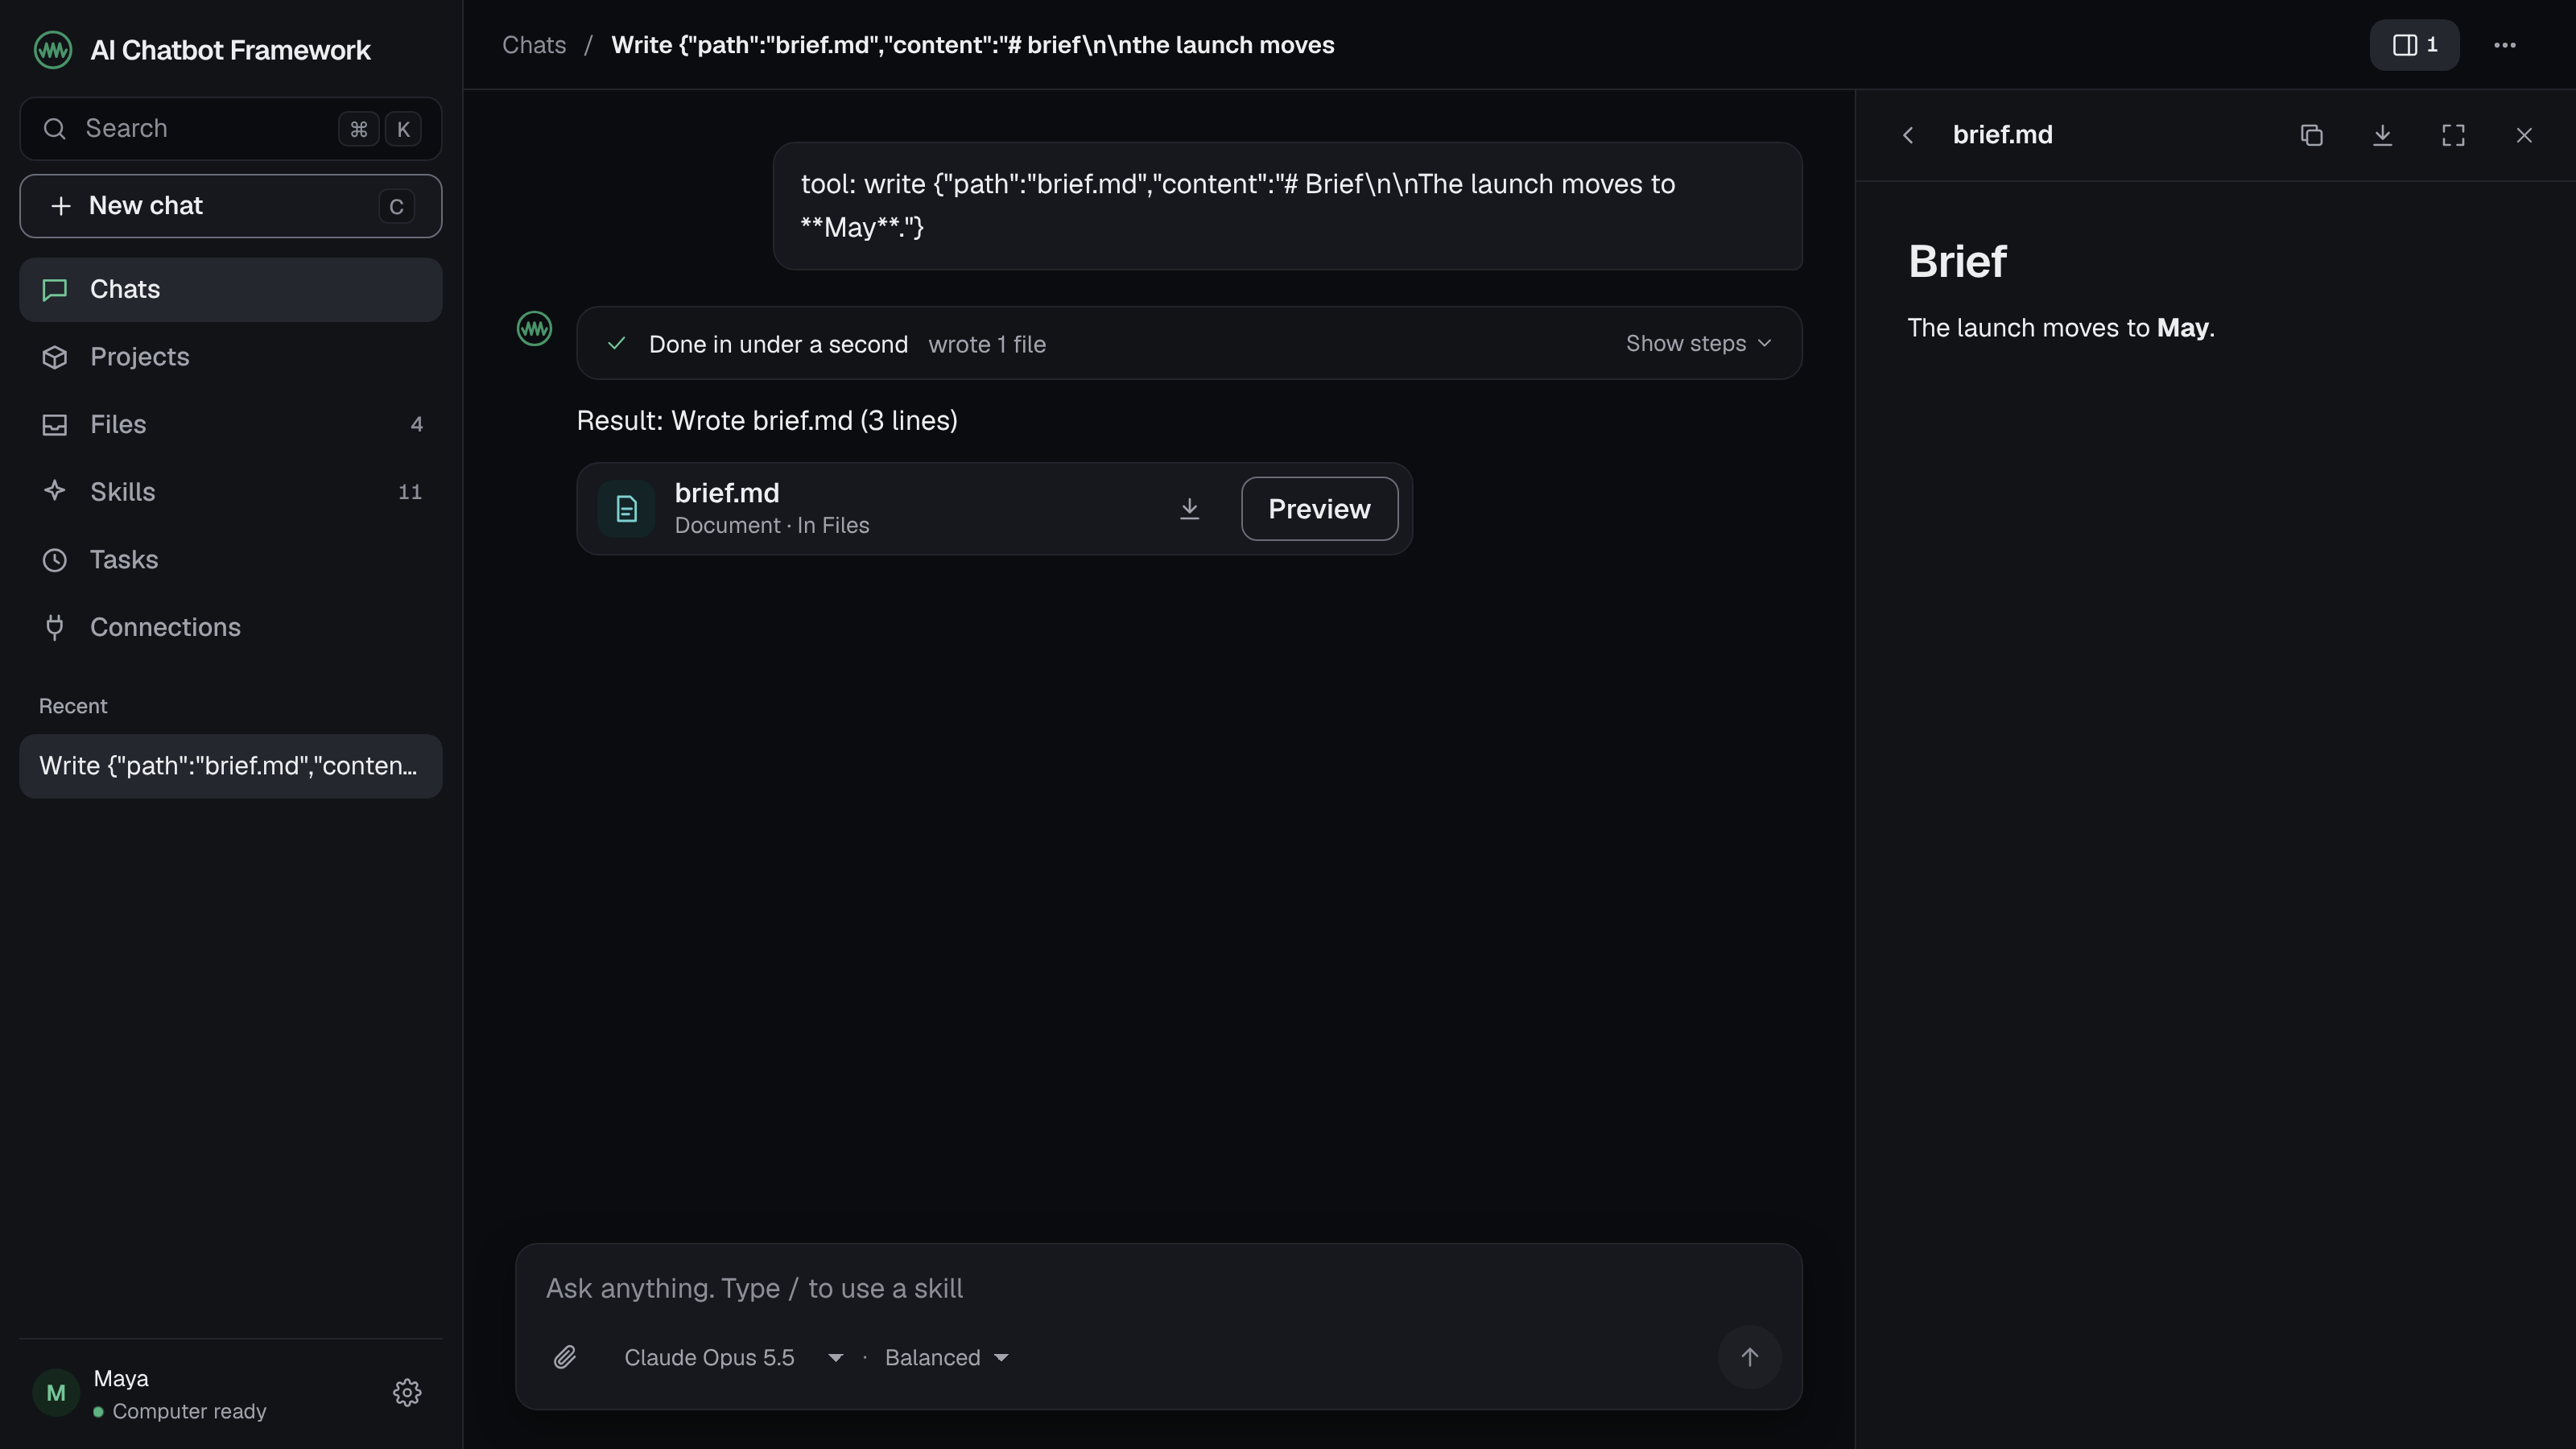 AI Chatbot Framework
Search ⌘ K
New chat C
Chats
Projects
Files 4
Skills 11
Tasks
Connections
Recent
Write {"path":"brief.md","conten...
M
Maya
Computer ready
Chats / Write {"path":"brief.md","content":"# brief\n\nthe launch moves
1
tool: write {"path":"brief.md","content":"# Brief\n\nThe launch moves to
**May**."}
Done in under a second wrote 1 file Show steps
Result: Wrote brief.md (3 lines)
brief.md
Document · In Files
Preview
Ask anything. Type / to use a skill
Claude Opus 5.5 · Balanced
brief.md
Brief
The launch moves to May.